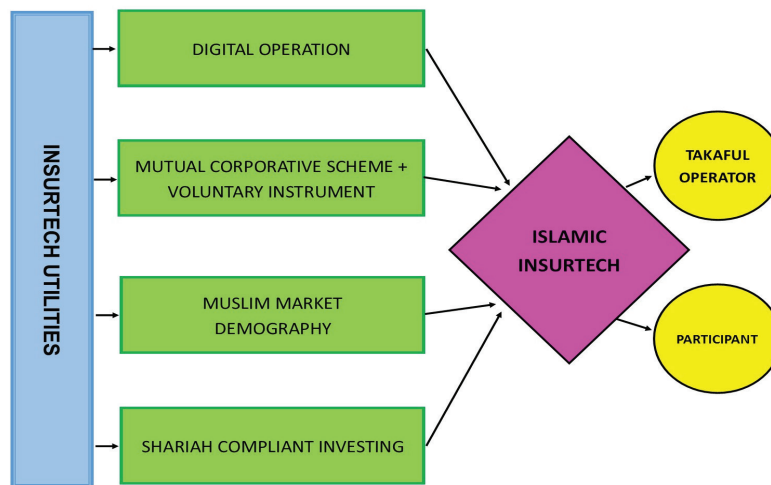 INSURTECH UTILITIES
DIGITAL OPERATION
MUTUAL CORPORATIVE SCHEME +
VOLUNTARY INSTRUMENT
MUSLIM MARKET
DEMOGRAPHY
SHARIAH COMPLIANT INVESTING
ISLAMIC
INSURTECH
TAKAFUL
OPERATOR
PARTICIPANT